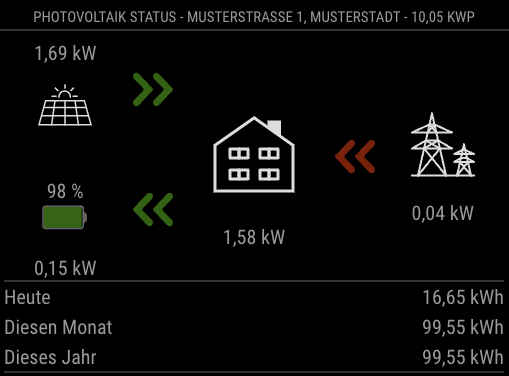 PHOTOVOLTAIK STATUS - MUSTERSTRASSE 1, MUSTERSTADT - 10,05 KWP
1,69 kW
98 %
0,15 kW
1,58 kW
0,04 kW
Heute 16,65 kWh
Diesen Monat 99,55 kWh
Dieses Jahr 99,55 kWh